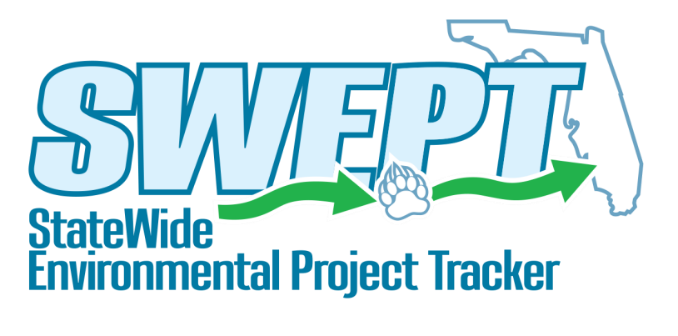 SWEPT
StateWide
Environmental Project Tracker